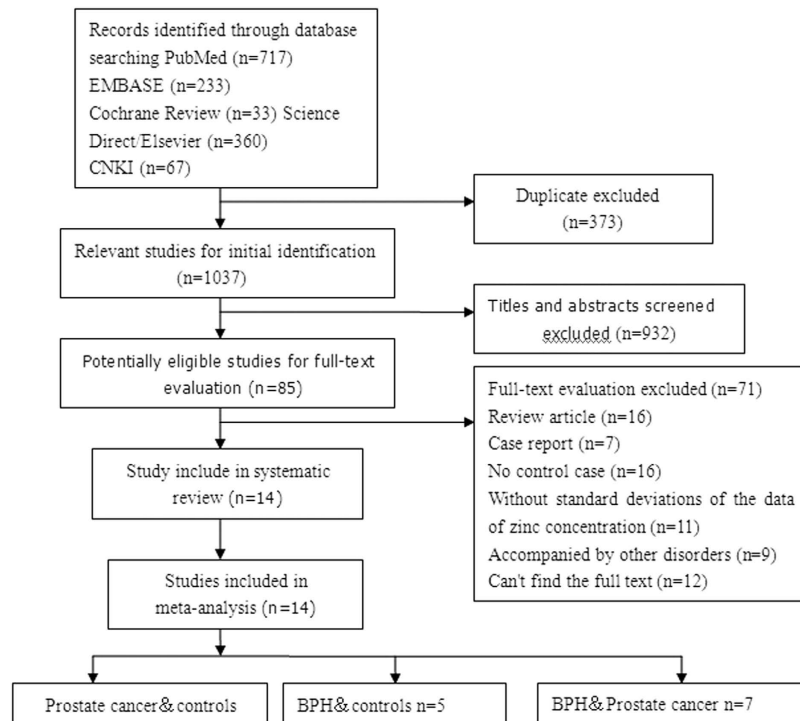 Records identified through database
searching PubMed (n=717)
EMBASE (n=233)
Cochrane Review (n=33) Science
Direct/Elsevier (n=360)
CNKI (n=67)
Duplicate excluded
(n=373)
Relevant studies for initial identification
(n=1037)
Titles and abstracts screened
excluded (n=932)
Potentially eligible studies for full-text
evaluation (n=85)
Full-text evaluation excluded (n=71)
Review article (n=16)
Case report (n=7)
No control case (n=16)
Without standard deviations of the data
of zinc concentration (n=11)
Accompanied by other disorders (n=9)
Can't find the full text (n=12)
Study include in systematic
review (n=14)
Studies included in
meta-analysis (n=14)
Prostate cancer&controls
BPH&controls n=5
BPH&Prostate cancer n=7